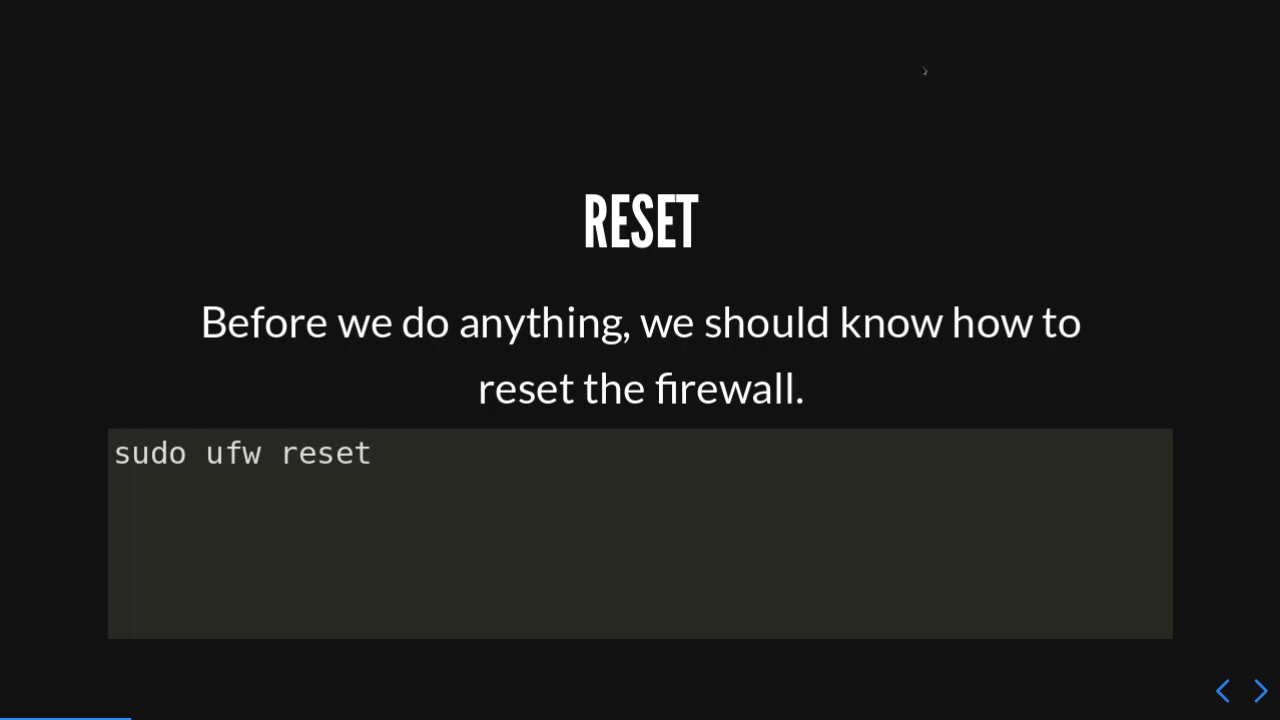 RESET
Before we do anything, we should know how to
reset the firewall.
sudo ufw reset